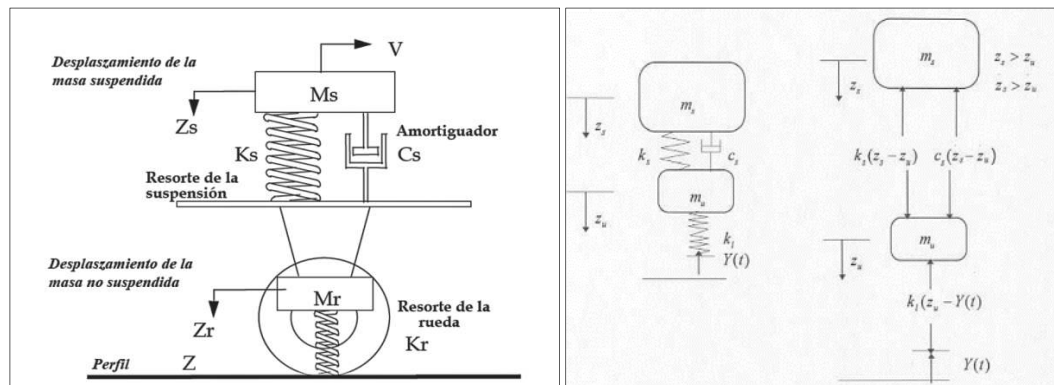 V
Desplaszamiento de la
masa suspendida
Ms
Zs
Amortiguador
Ks
Cs
Resorte de la
suspensión
Desplaszamiento de la
masa no suspendida
Mr
Zr
Resorte de la
rueda
Kr
Z
Perfil
m_s
z_s
k_s
c_s
m_u
z_u
k_t
Y(t)
m_s
z_s > z_u
ż_s > ż_u
z_s
k_s(z_s − z_u)
c_s(ż_s − ż_u)
m_u
z_u
k_t(z_u − Y(t)
Y(t)